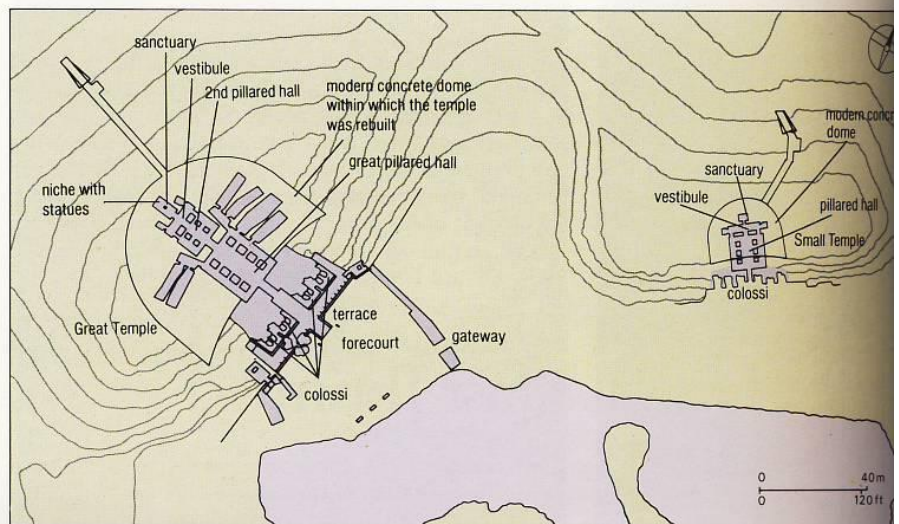 sanctuary
vestibule
2nd pillared hall
modern concrete dome
within which the temple
was rebuilt
great pillared hall
niche with
statues
Great Temple
terrace
forecourt
gateway
colossi
modern
dome
sanctuary
vestibule
pillared hall
Small Temple
colossi
0 40m
0 120ft